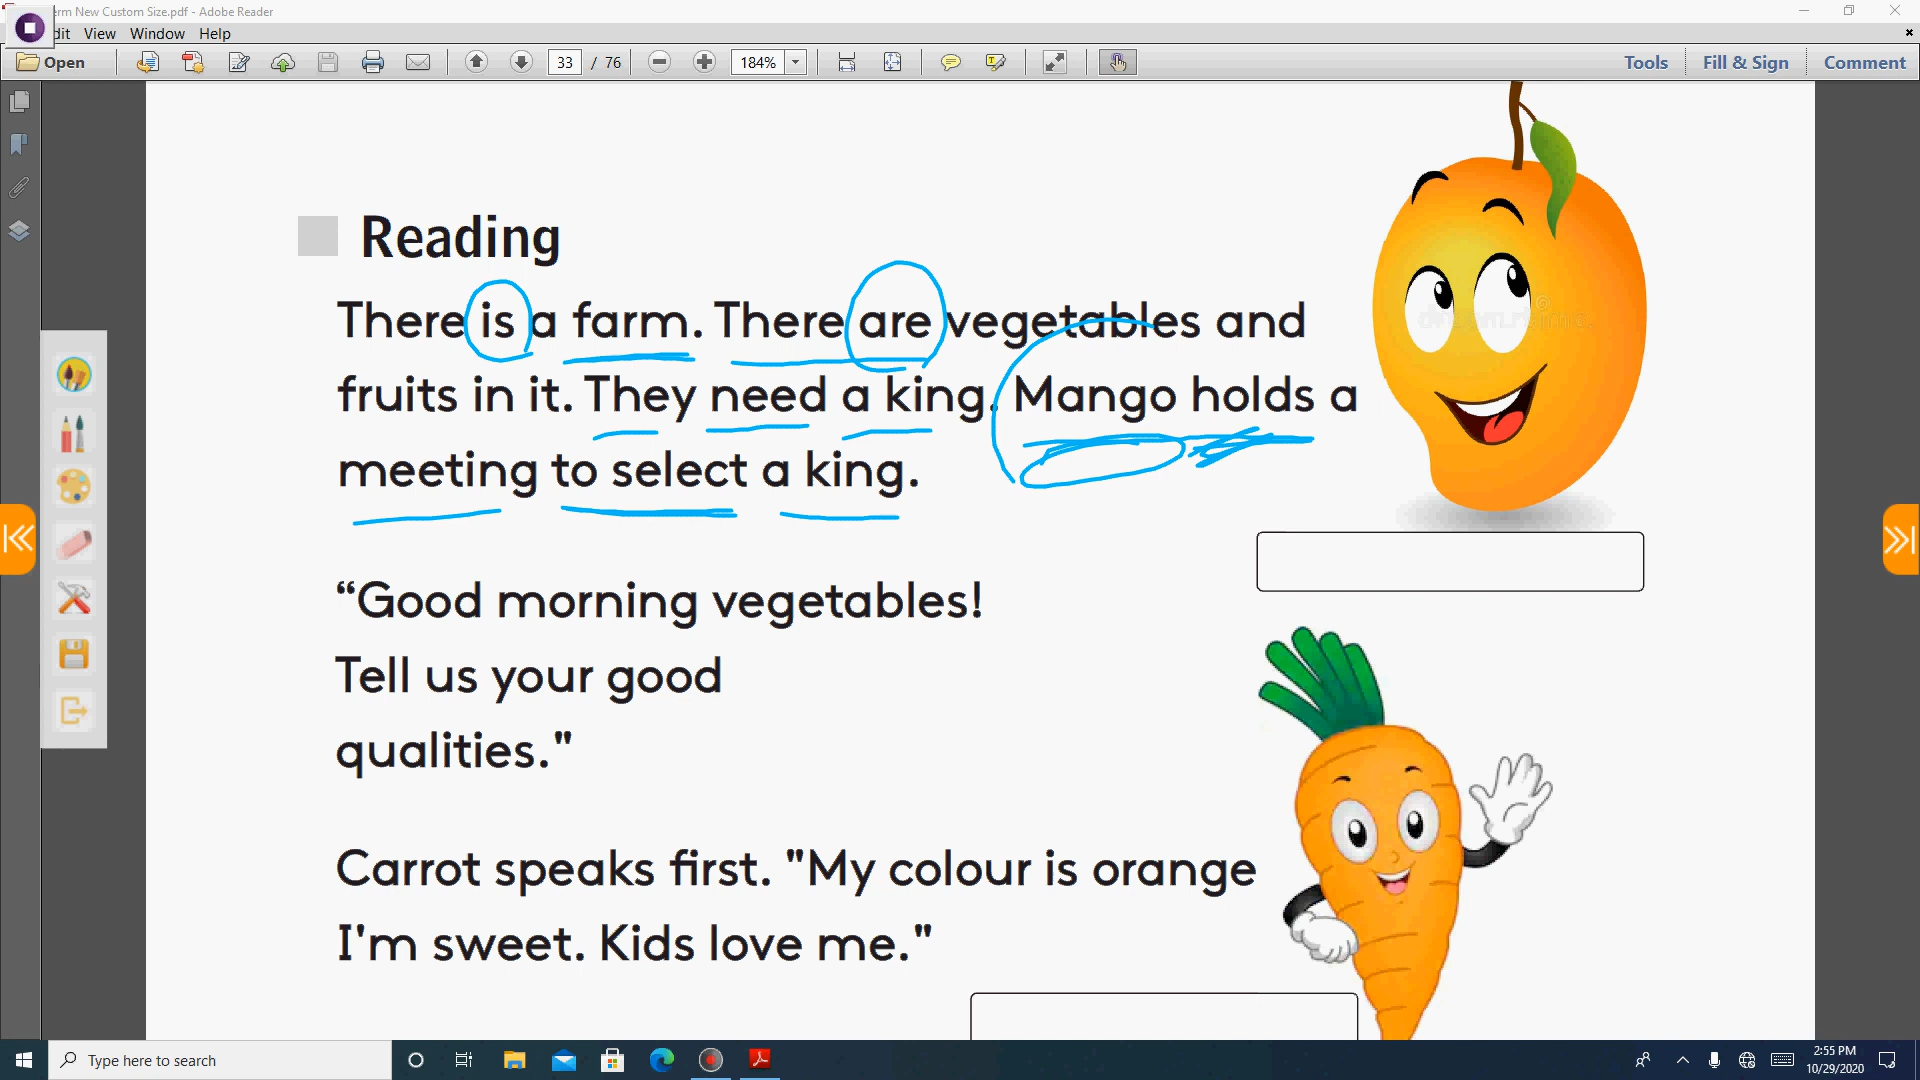 erm New Custom Size.pdf - Adobe Reader
dit View Window Help
Open 33 / 76 184% Tools Fill & Sign Comment
Reading
There is a farm. There are vegetables and
fruits in it. They need a king. Mango holds a
meeting to select a king.
“Good morning vegetables!
Tell us your good
qualities."
Carrot speaks first. "My colour is orange
I'm sweet. Kids love me."
Type here to search
2:55 PM
10/29/2020